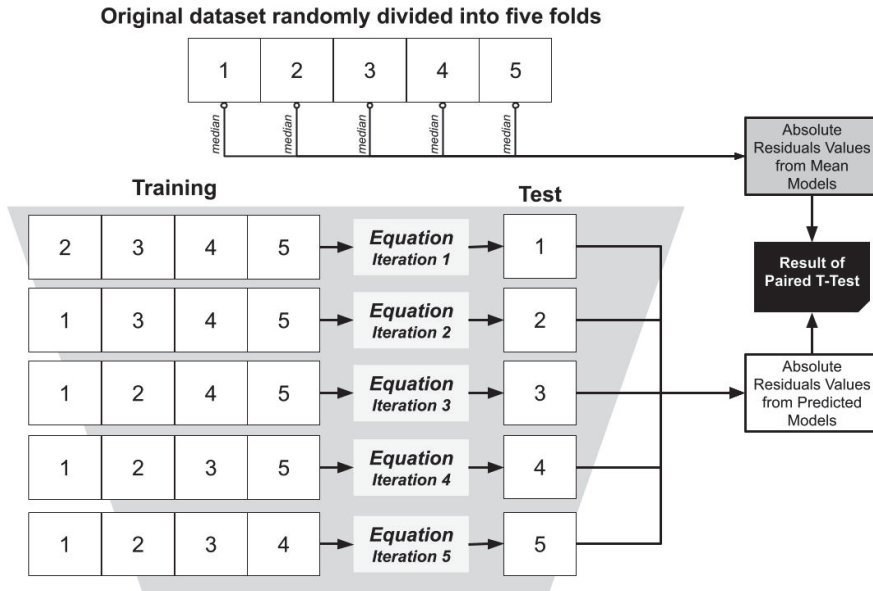 Original dataset randomly divided into five folds
1 2 3 4 5
median median median median median
Absolute
Residuals Values
from Mean
Models
Training
Test
2 3 4 5
Equation
Iteration 1
1
Result of
Paired T-Test
1 3 4 5
Equation
Iteration 2
2
1 2 4 5
Equation
Iteration 3
3
Absolute
Residuals Values
from Predicted
Models
1 2 3 5
Equation
Iteration 4
4
1 2 3 4
Equation
Iteration 5
5